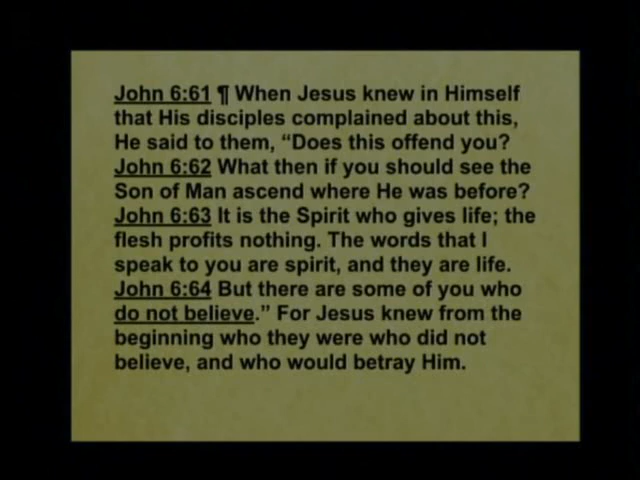 John 6:61 ¶ When Jesus knew in Himself
that His disciples complained about this,
He said to them, “Does this offend you?
John 6:62 What then if you should see the
Son of Man ascend where He was before?
John 6:63 It is the Spirit who gives life; the
flesh profits nothing. The words that I
speak to you are spirit, and they are life.
John 6:64 But there are some of you who
do not believe.” For Jesus knew from the
beginning who they were who did not
believe, and who would betray Him.